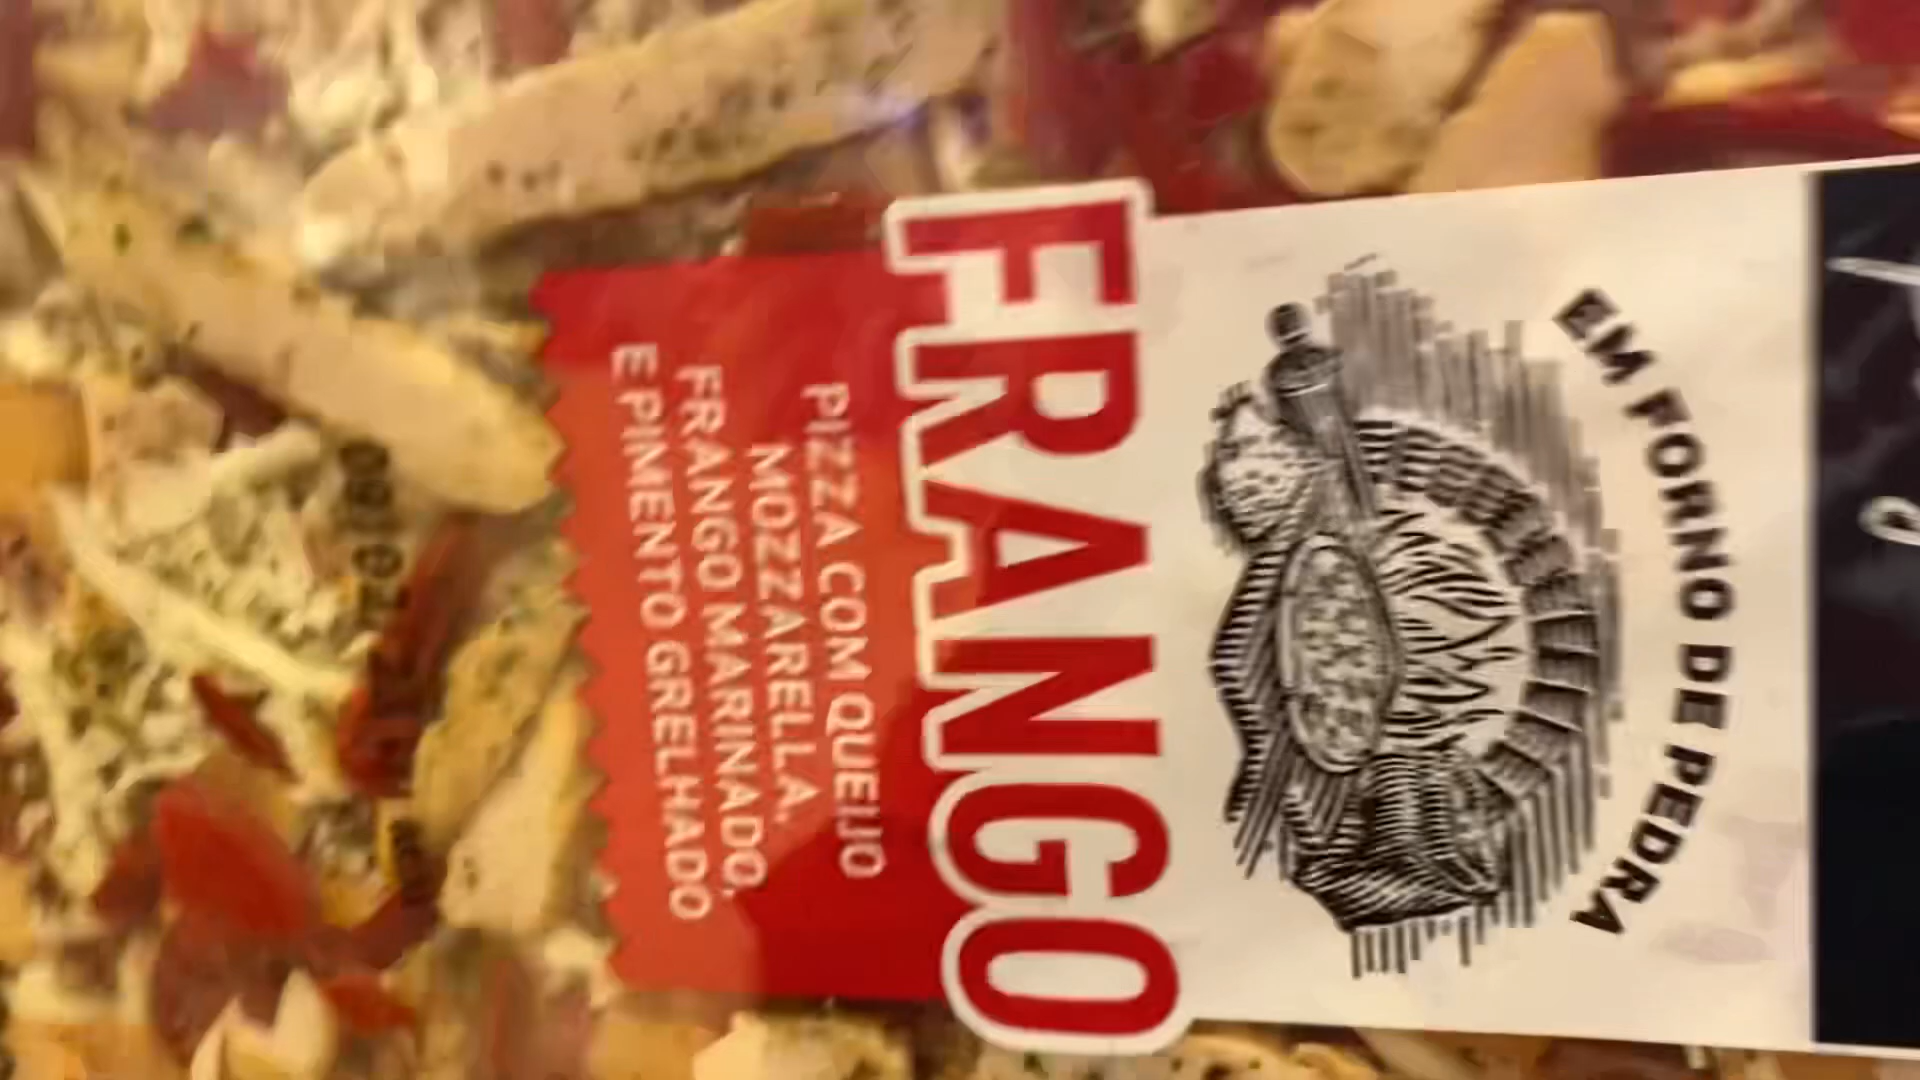 EM FORNO DE PEDRA
FRANGO
PIZZA COM QUEIJO
MOZZARELLA,
FRANGO MARINADO,
E PIMENTO GRELHADO